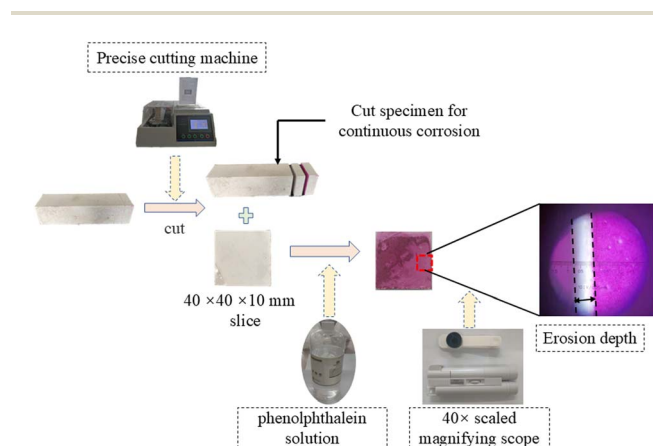 Precise cutting machine
Cut specimen for
continuous corrosion
cut
40 ×40 ×10 mm
slice
Erosion depth
phenolphthalein
solution
40× scaled
magnifying scope